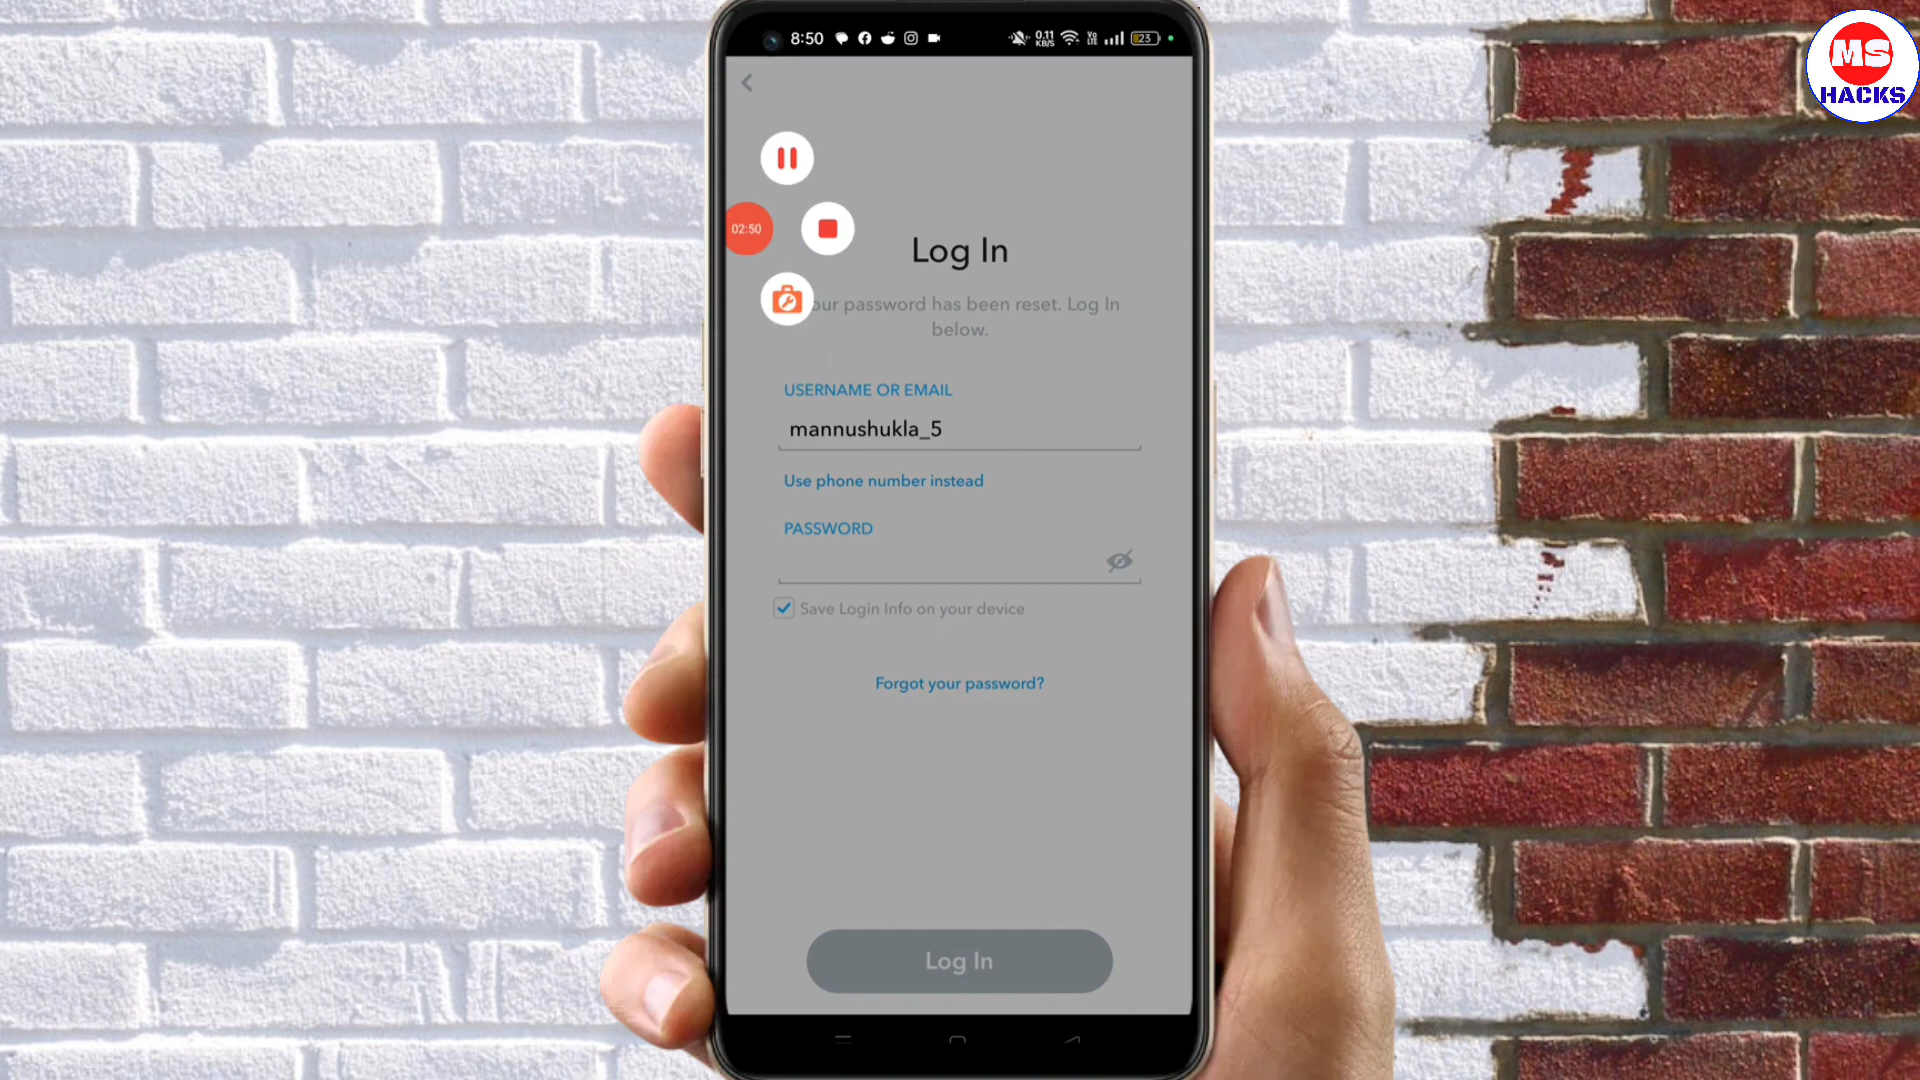 MS
HACKS
8:50
0.11
KB/S
Vo
LTE
23
02:50
Log In
our password has been reset. Log In
below.
USERNAME OR EMAIL
mannushukla_5
Use phone number instead
PASSWORD
Save Login Info on your device
Forgot your password?
Log In